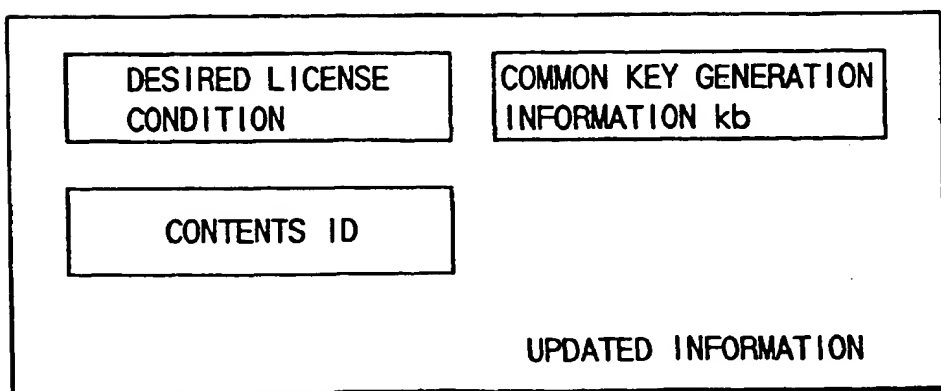 DESIRED LICENSE
CONDITION
COMMON KEY GENERATION
INFORMATION kb
CONTENTS ID
UPDATED INFORMATION